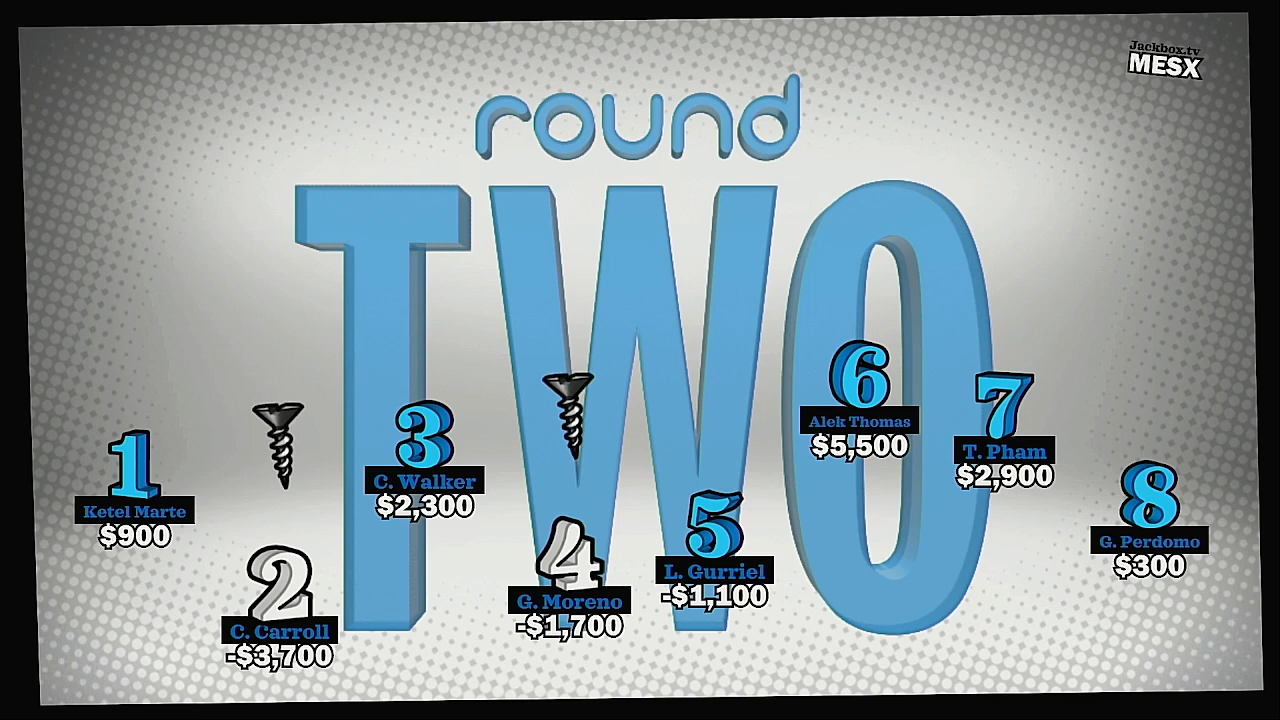 Jackbox.tv
MESX
round
TWO
1
Ketel Marte
$900
2
C. Carroll
-$3,700
3
C. Walker
$2,300
4
G. Moreno
-$1,700
5
L. Gurriel
-$1,100
6
Alek Thomas
$5,500
7
T. Pham
$2,900
8
G. Perdomo
$300